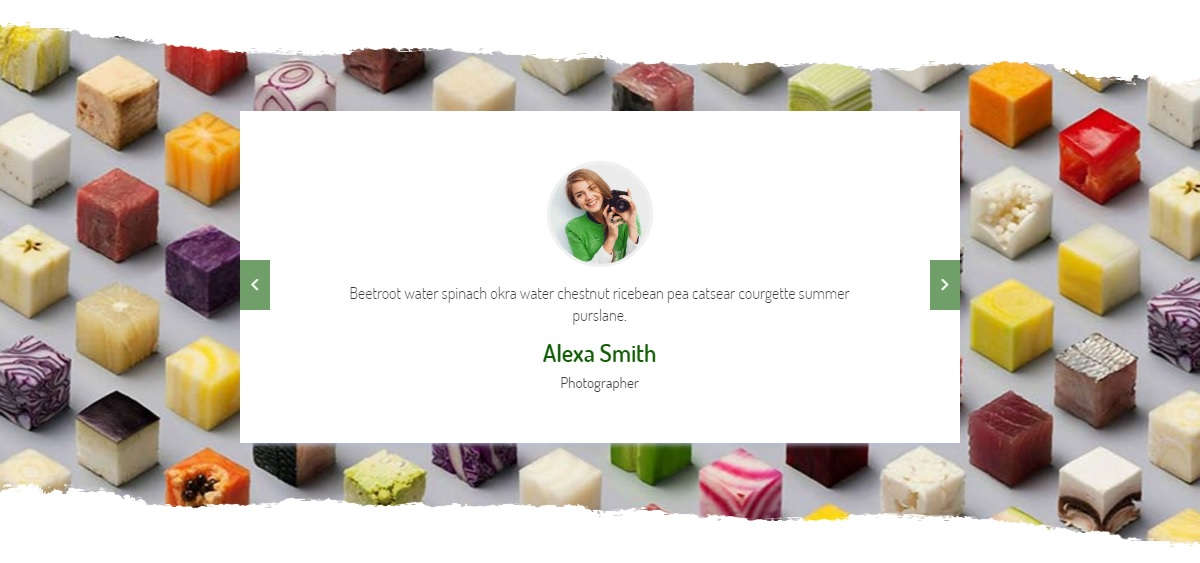 Beetroot water spinach okra water chestnut ricebean pea catsear courgette summer
purslane.
Alexa Smith
Photographer